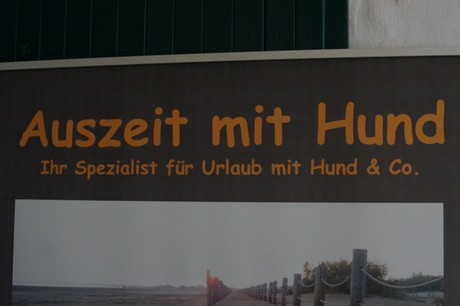 Auszeit mit Hund
Ihr Spezialist für Urlaub mit Hund & Co.